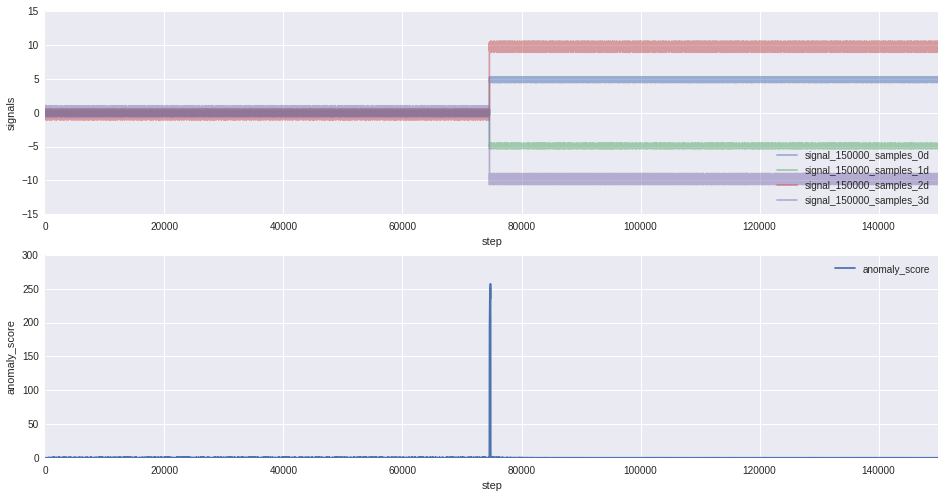 15
10
5
0
−5
−10
−15
signals
signal_150000_samples_0d
signal_150000_samples_1d
signal_150000_samples_2d
signal_150000_samples_3d
0 20000 40000 60000 80000 100000 120000 140000
step
300
250
200
150
100
50
0
anomaly_score
anomaly_score
0 20000 40000 60000 80000 100000 120000 140000
step